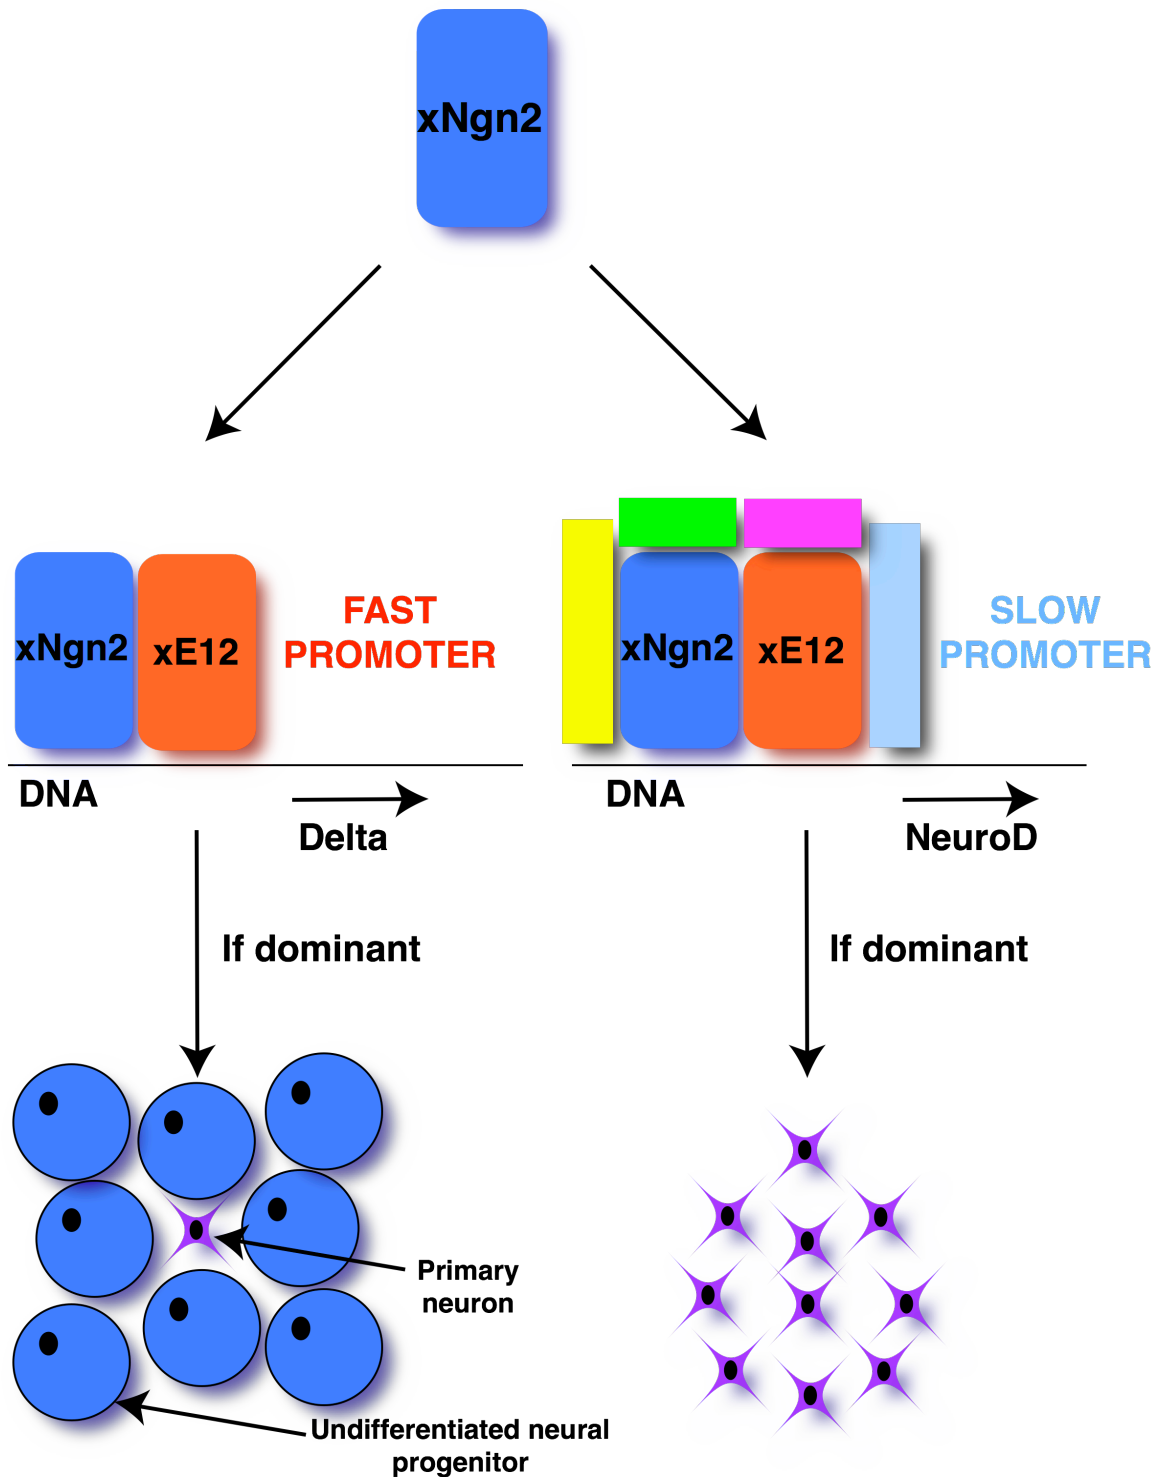 xNgn2
xNgn2
xE12
FAST
PROMOTER
DNA
Delta
If dominant
Primary
neuron
Undifferentiated neural
progenitor
xNgn2
xE12
SLOW
PROMOTER
DNA
NeuroD
If dominant